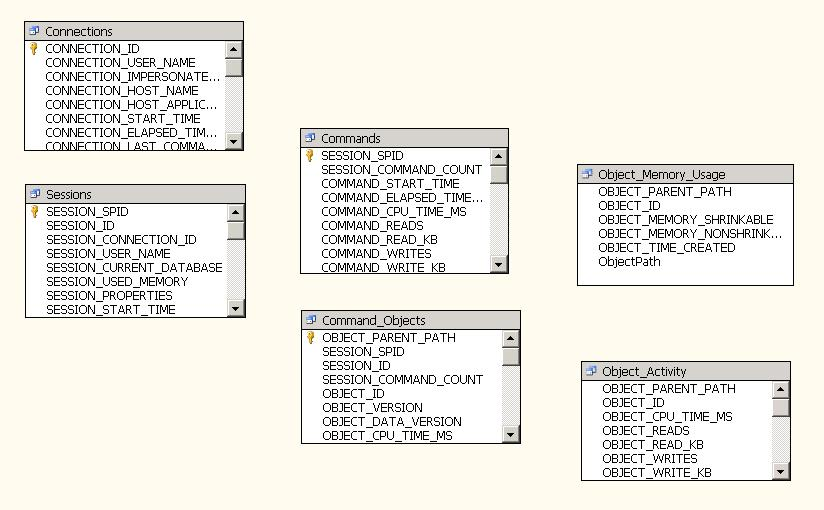 Connections
CONNECTION_ID
CONNECTION_USER_NAME
CONNECTION_IMPERSONATE...
CONNECTION_HOST_NAME
CONNECTION_HOST_APPLIC...
CONNECTION_START_TIME
CONNECTION_ELAPSED_TIM...
CONNECTION_LAST_COMMA...
Sessions
SESSION_SPID
SESSION_ID
SESSION_CONNECTION_ID
SESSION_USER_NAME
SESSION_CURRENT_DATABASE
SESSION_USED_MEMORY
SESSION_PROPERTIES
SESSION_START_TIME
Commands
SESSION_SPID
SESSION_COMMAND_COUNT
COMMAND_START_TIME
COMMAND_ELAPSED_TIME...
COMMAND_CPU_TIME_MS
COMMAND_READS
COMMAND_READ_KB
COMMAND_WRITES
COMMAND_WRITE_KB
Command_Objects
OBJECT_PARENT_PATH
SESSION_SPID
SESSION_ID
SESSION_COMMAND_COUNT
OBJECT_ID
OBJECT_VERSION
OBJECT_DATA_VERSION
OBJECT_CPU_TIME_MS
Object_Memory_Usage
OBJECT_PARENT_PATH
OBJECT_ID
OBJECT_MEMORY_SHRINKABLE
OBJECT_MEMORY_NONSHRINK...
OBJECT_TIME_CREATED
ObjectPath
Object_Activity
OBJECT_PARENT_PATH
OBJECT_ID
OBJECT_CPU_TIME_MS
OBJECT_READS
OBJECT_READ_KB
OBJECT_WRITES
OBJECT_WRITE_KB